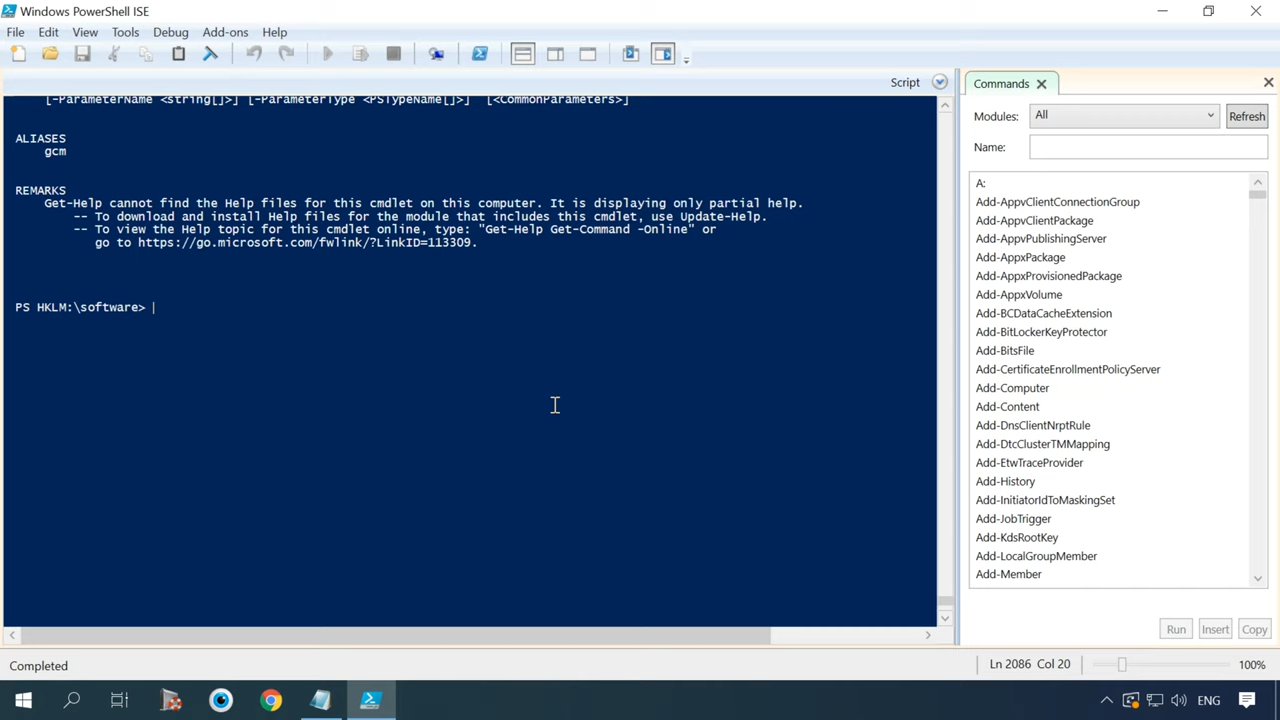 Windows PowerShell ISE
File Edit View Tools Debug Add-ons Help
Script
[-ParameterName <string[]>] [-ParameterType <PSTypeName[]>]  [<CommonParameters>]
ALIASES
gcm
REMARKS
Get-Help cannot find the Help files for this cmdlet on this computer. It is displaying only partial help.
-- To download and install Help files for the module that includes this cmdlet, use Update-Help.
-- To view the Help topic for this cmdlet online, type: "Get-Help Get-Command -Online" or
go to https://go.microsoft.com/fwlink/?LinkID=113309.
PS HKLM:\software>
Commands
Modules: All Refresh
Name:
A:
Add-AppvClientConnectionGroup
Add-AppvClientPackage
Add-AppvPublishingServer
Add-AppxPackage
Add-AppxProvisionedPackage
Add-AppxVolume
Add-BCDataCacheExtension
Add-BitLockerKeyProtector
Add-BitsFile
Add-CertificateEnrollmentPolicyServer
Add-Computer
Add-Content
Add-DnsClientNrptRule
Add-DtcClusterTMMapping
Add-EtwTraceProvider
Add-History
Add-InitiatorIdToMaskingSet
Add-JobTrigger
Add-KdsRootKey
Add-LocalGroupMember
Add-Member
Run Insert Copy
Completed Ln 2086 Col 20 100%
ENG